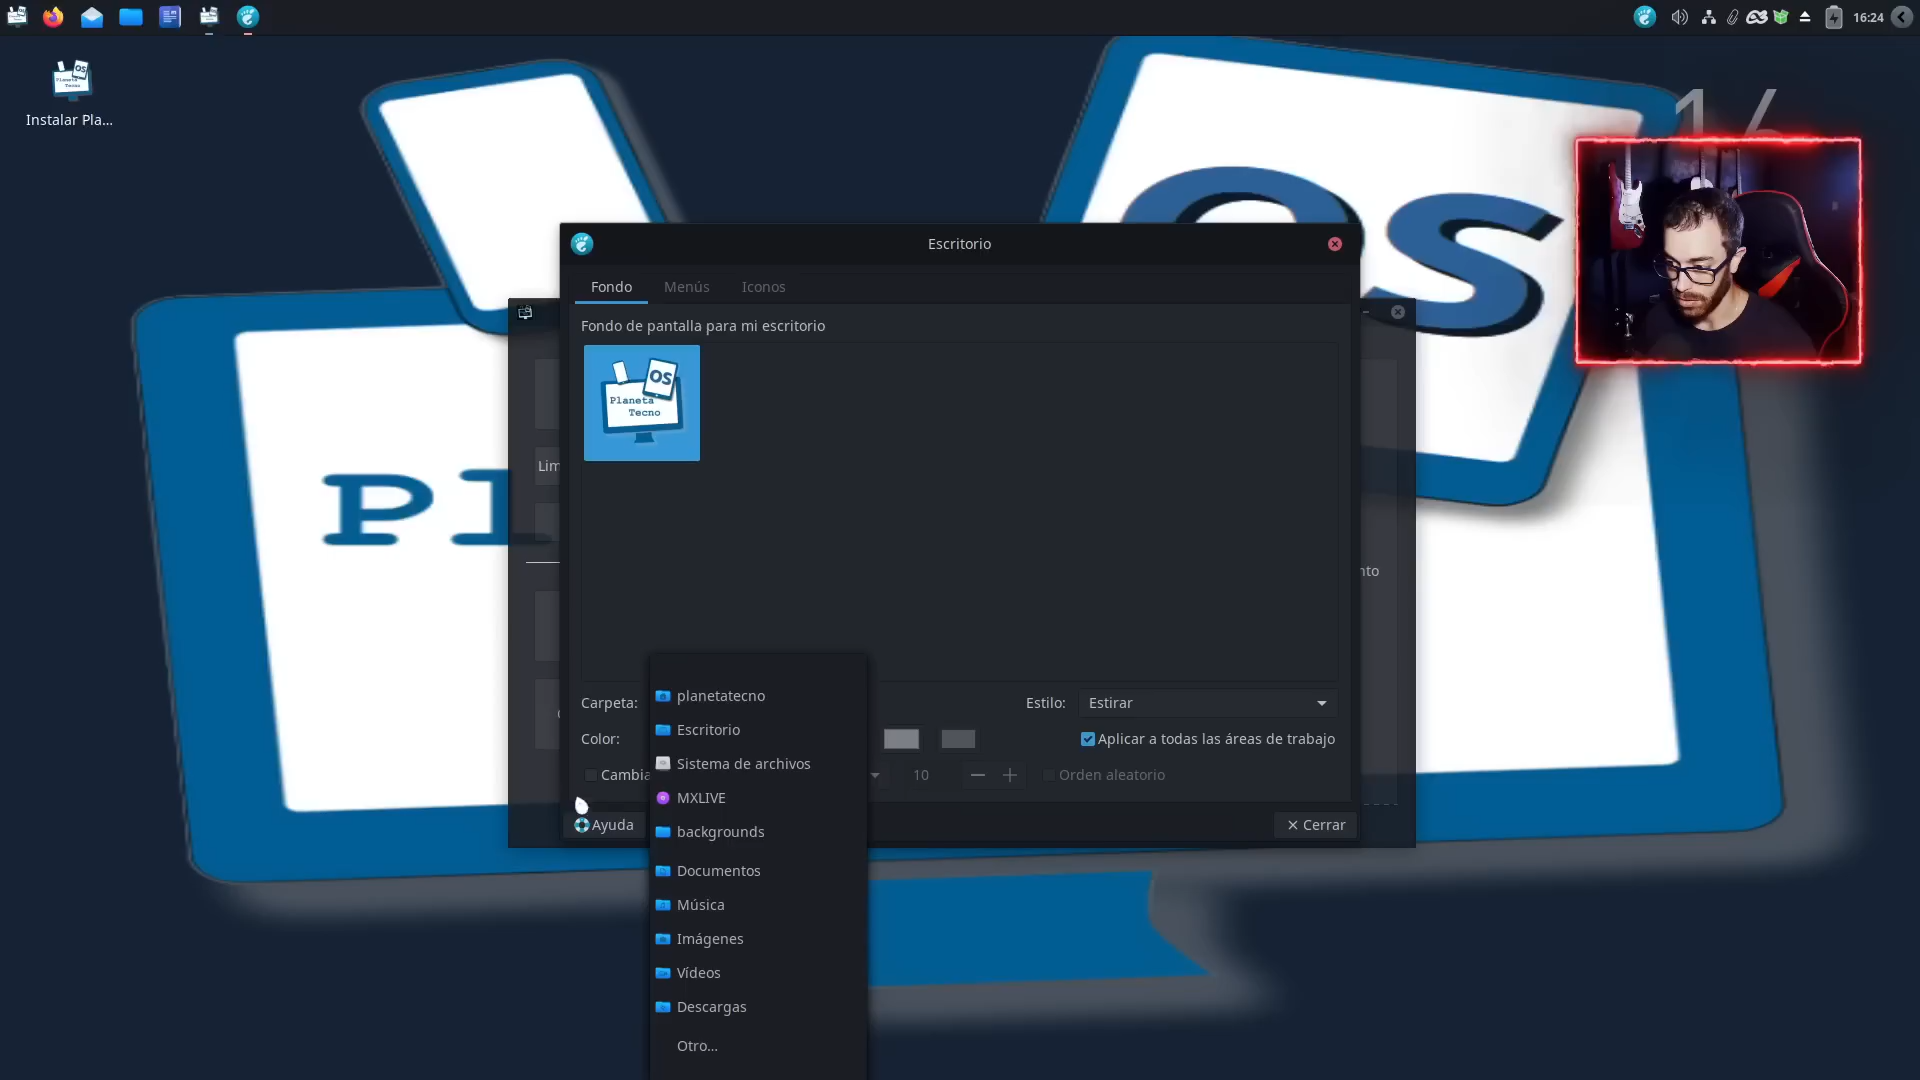 16:24
16
Instalar Pla...
OS
Pl
Escritorio
Fondo
Menús
Iconos
Fondo de pantalla para mi escritorio
OS
Planeta
Tecno
Lim
nto
Carpeta:
Estilo:
Estirar
Color:
Aplicar a todas las áreas de trabajo
Cambia
10
Orden aleatorio
Ayuda
Cerrar
planetatecno
Escritorio
Sistema de archivos
MXLIVE
backgrounds
Documentos
Música
Imágenes
Vídeos
Descargas
Otro...